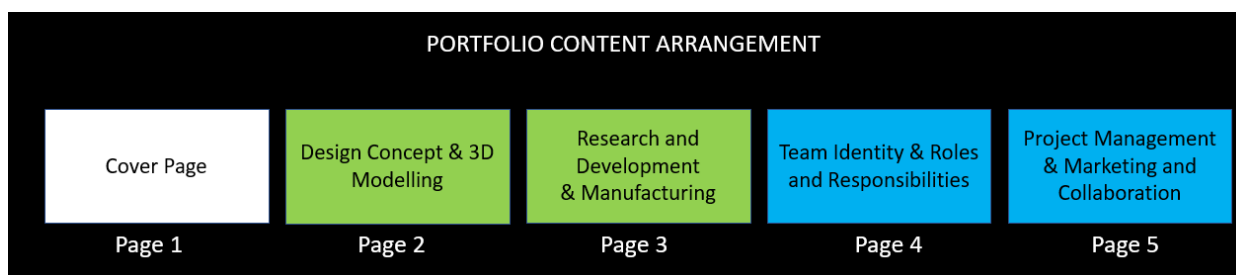 PORTFOLIO CONTENT ARRANGEMENT
Cover Page
Design Concept & 3D
Modelling
Research and
Development
& Manufacturing
Team Identity & Roles
and Responsibilities
Project Management
& Marketing and
Collaboration
Page 1
Page 2
Page 3
Page 4
Page 5